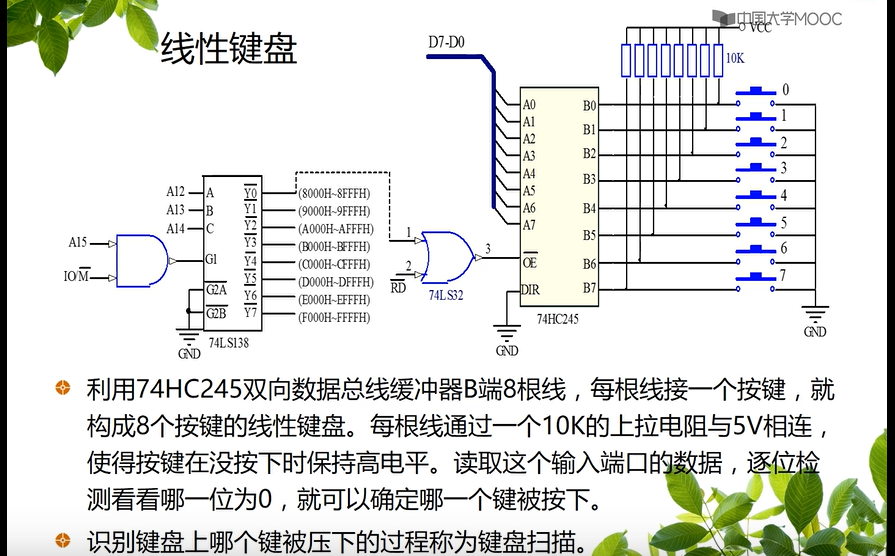 中国大学MOOC
线性键盘
D7-D0
VCC
10K
A0 B0 0
A1 B1 1
A2 B2 2
A3 B3 3
A4 B4 4
A5 B5 5
A6 B6 6
A7 B7 7
OE
DIR
74HC245
GND
GND
A12 A Y0 (8000H~8FFFH)
A13 B Y1 (9000H~9FFFH)
A14 C Y2 (A000H~AFFFH)
Y3 (B000H~BFFFH)
A15 G1 Y4 (C000H~CFFFH)
IO/M Y5 (D000H~DFFFH)
G2A Y6 (E000H~EFFFH)
G2B Y7 (F000H~FFFFH)
74LS138
GND
1
2
3
RD
74LS32
利用74HC245双向数据总线缓冲器B端8根线，每根线接一个按键，就
构成8个按键的线性键盘。每根线通过一个10K的上拉电阻与5V相连，
使得按键在没按下时保持高电平。读取这个输入端口的数据，逐位检
测看看哪一位为0，就可以确定哪一个键被按下。
识别键盘上哪个键被压下的过程称为键盘扫描。